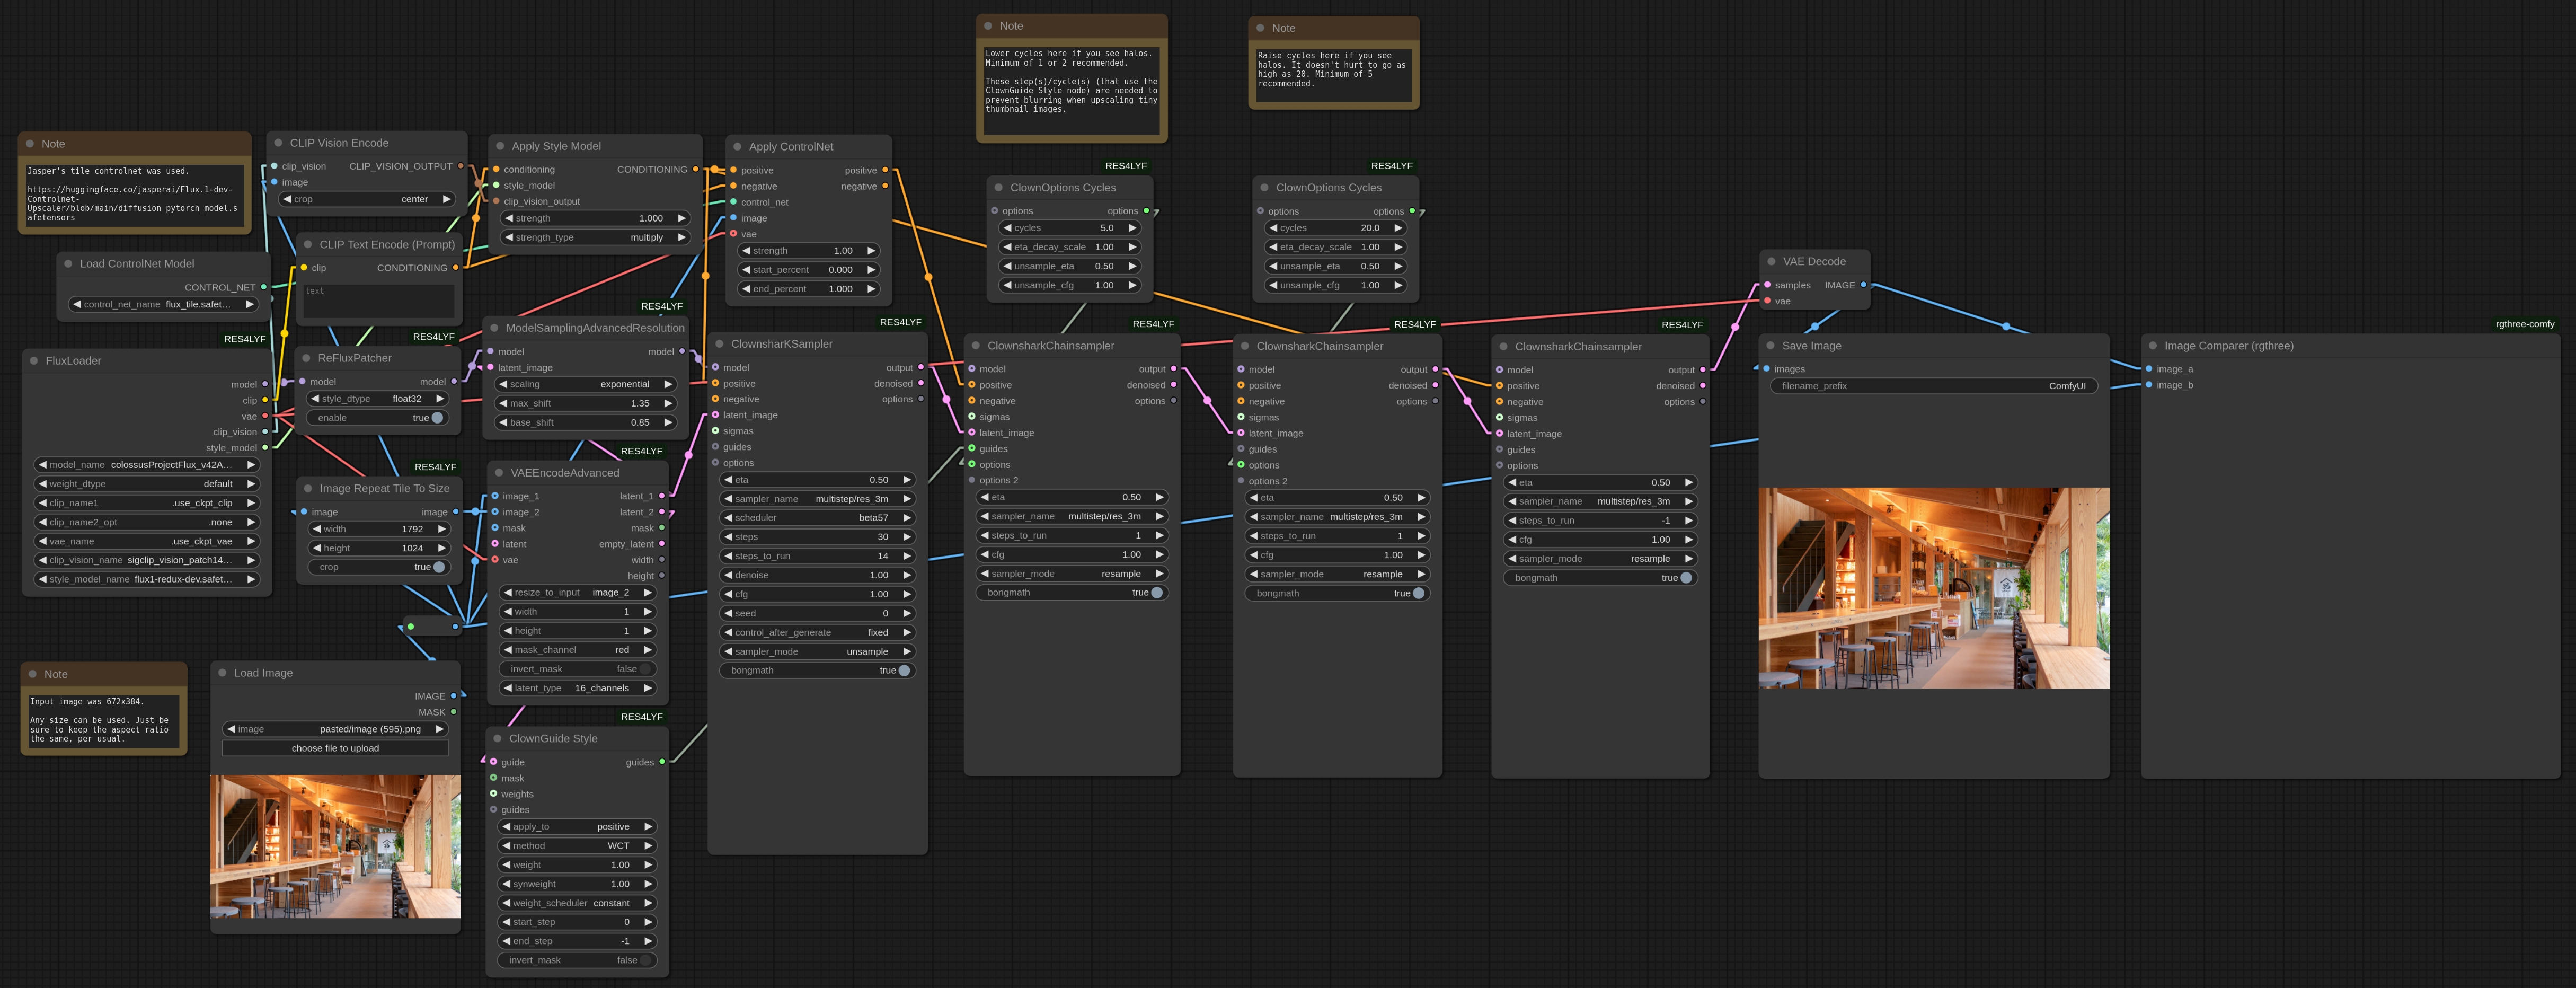 Note
Lower cycles here if you see halos.
Minimum of 1 or 2 recommended.
These step(s)/cycle(s) (that use the
ClownGuide Style node) are needed to
prevent blurring when upscaling tiny
thumbnail images.
Note
Raise cycles here if you see
halos. It doesn't hurt to go as
high as 20. Minimum of 5
recommended.
Note
Jasper's tile controlnet was used.
https://huggingface.co/jasperai/Flux.1-dev-
Controlnet-
Upscaler/blob/main/diffusion_pytorch_model.s
afetensors
CLIP Vision Encode
clip_vision CLIP_VISION_OUTPUT
image
crop center
Apply Style Model
conditioning CONDITIONING
style_model
clip_vision_output
strength 1.000
strength_type multiply
Apply ControlNet
positive positive
negative negative
control_net
image
vae
strength 1.00
start_percent 0.000
end_percent 1.000
RES4LYF
ClownOptions Cycles
options options
cycles 5.0
eta_decay_scale 1.00
unsample_eta 0.50
unsample_cfg 1.00
RES4LYF
ClownOptions Cycles
options options
cycles 20.0
eta_decay_scale 1.00
unsample_eta 0.50
unsample_cfg 1.00
Load ControlNet Model
CONTROL_NET
control_net_name flux_tile.safet…
CLIP Text Encode (Prompt)
clip CONDITIONING
text
VAE Decode
samples IMAGE
vae
RES4LYF
FluxLoader
model
clip
vae
clip_vision
style_model
model_name colossusProjectFlux_v42A…
weight_dtype default
clip_name1 .use_ckpt_clip
clip_name2_opt .none
vae_name .use_ckpt_vae
clip_vision_name sigclip_vision_patch14…
style_model_name flux1-redux-dev.safet…
RES4LYF
ReFluxPatcher
model model
style_dtype float32
enable true
RES4LYF
ModelSamplingAdvancedResolution
model model
latent_image
scaling exponential
max_shift 1.35
base_shift 0.85
RES4LYF
Image Repeat Tile To Size
image image
width 1792
height 1024
crop true
RES4LYF
VAEEncodeAdvanced
image_1 latent_1
image_2 latent_2
mask mask
latent empty_latent
vae width
height
resize_to_input image_2
width 1
height 1
mask_channel red
invert_mask false
latent_type 16_channels
RES4LYF
ClownsharKSampler
model output
positive denoised
negative options
latent_image
sigmas
guides
options
eta 0.50
sampler_name multistep/res_3m
scheduler beta57
steps 30
steps_to_run 14
denoise 1.00
cfg 1.00
seed 0
control_after_generate fixed
sampler_mode unsample
bongmath true
RES4LYF
ClownsharkChainsampler
model output
positive denoised
negative options
sigmas
latent_image
guides
options
options 2
eta 0.50
sampler_name multistep/res_3m
steps_to_run 1
cfg 1.00
sampler_mode resample
bongmath true
RES4LYF
ClownsharkChainsampler
model output
positive denoised
negative options
sigmas
latent_image
guides
options
options 2
eta 0.50
sampler_name multistep/res_3m
steps_to_run 1
cfg 1.00
sampler_mode resample
bongmath true
RES4LYF
ClownsharkChainsampler
model output
positive denoised
negative options
sigmas
latent_image
guides
options
eta 0.50
sampler_name multistep/res_3m
steps_to_run -1
cfg 1.00
sampler_mode resample
bongmath true
Save Image
images
filename_prefix ComfyUI
rgthree-comfy
Image Comparer (rgthree)
image_a
image_b
Note
Input image was 672x384.
Any size can be used. Just be
sure to keep the aspect ratio
the same, per usual.
Load Image
IMAGE
MASK
image pasted/image (595).png
choose file to upload
RES4LYF
ClownGuide Style
guide guides
mask
weights
guides
apply_to positive
method WCT
weight 1.00
synweight 1.00
weight_scheduler constant
start_step 0
end_step -1
invert_mask false